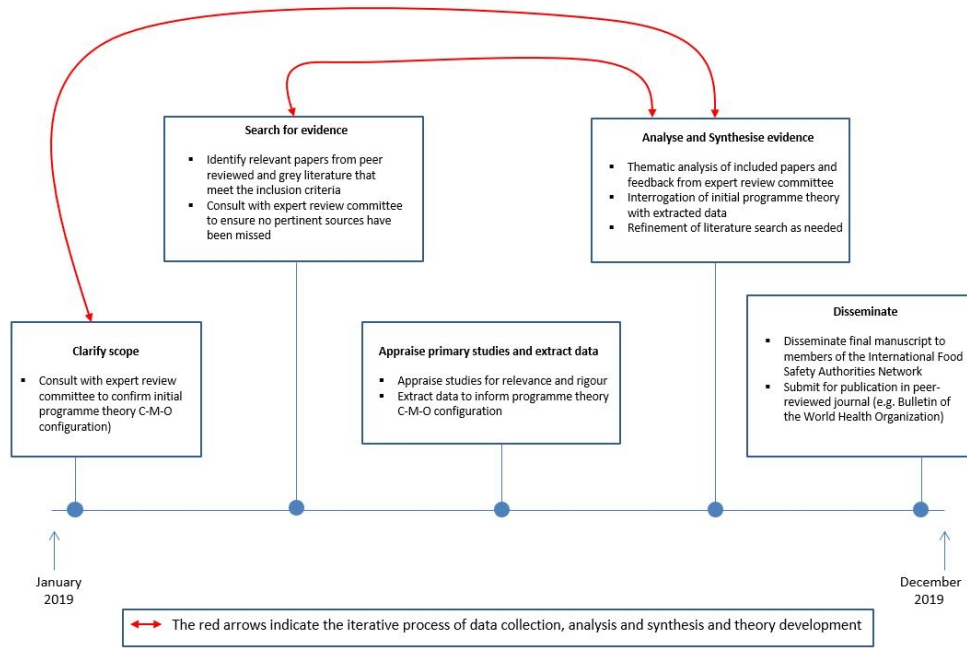 Search for evidence
▪ Identify relevant papers from peer
reviewed and grey literature that
meet the inclusion criteria
▪ Consult with expert review committee
to ensure no pertinent sources have
been missed
Analyse and Synthesise evidence
▪ Thematic analysis of included papers and
feedback from expert review committee
▪ Interrogation of initial programme theory
with extracted data
▪ Refinement of literature search as needed
Clarify scope
▪ Consult with expert review
committee to confirm initial
programme theory C-M-O
configuration)
Appraise primary studies and extract data
▪ Appraise studies for relevance and rigour
▪ Extract data to inform programme theory
C-M-O configuration
Disseminate
▪ Disseminate final manuscript to
members of the International Food
Safety Authorities Network
▪ Submit for publication in peer-
reviewed journal (e.g. Bulletin of
the World Health Organization)
January
2019
December
2019
The red arrows indicate the iterative process of data collection, analysis and synthesis and theory development